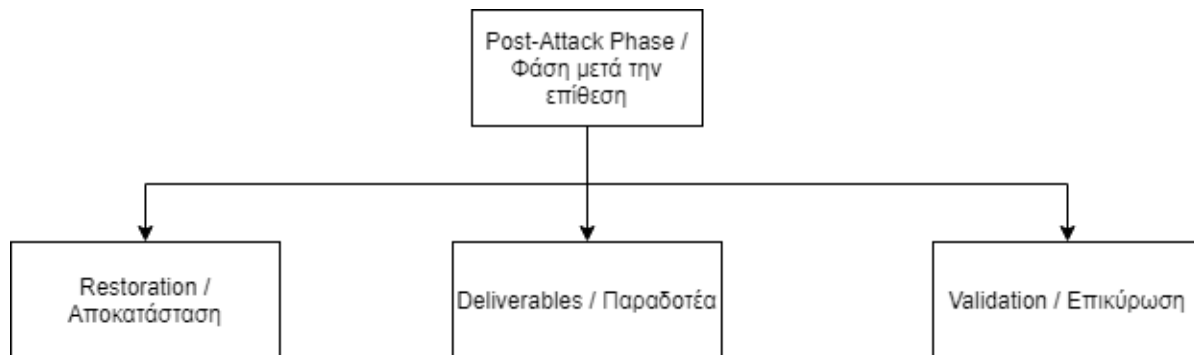 Post-Attack Phase /
Φάση μετά την
επίθεση
Restoration /
Αποκατάσταση
Deliverables / Παραδοτέα
Validation / Επικύρωση